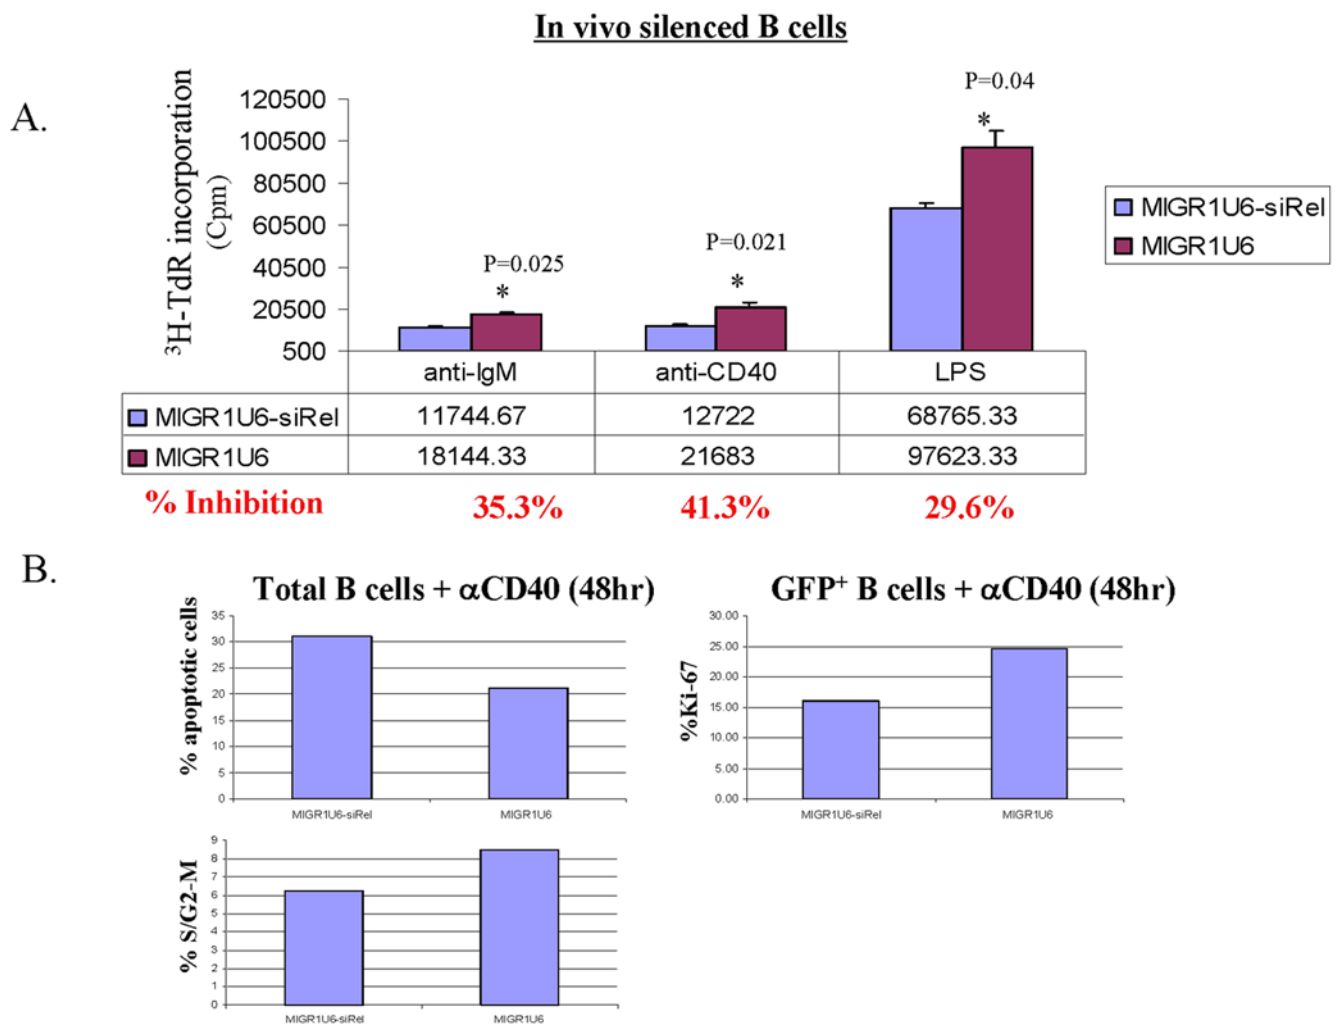 In vivo silenced B cells
A.
³H-TdR incorporation
(Cpm)
120500
100500
80500
60500
40500
20500
500
P=0.025
*
P=0.021
*
P=0.04
*
MIGR1U6-siRel
MIGR1U6
anti-IgM anti-CD40 LPS
MIGR1U6-siRel 11744.67 12722 68765.33
MIGR1U6 18144.33 21683 97623.33
% Inhibition 35.3% 41.3% 29.6%
B.
Total B cells + αCD40 (48hr)
% apoptotic cells
35
30
25
20
15
10
5
0
MIGR1U6-siRel MIGR1U6
GFP⁺ B cells + αCD40 (48hr)
%Ki-67
30.00
25.00
20.00
15.00
10.00
5.00
0.00
MIGR1U6-siRel MIGR1U6
% S/G2-M
9
8
7
6
5
4
3
2
1
0
MIGR1U6-siRel MIGR1U6